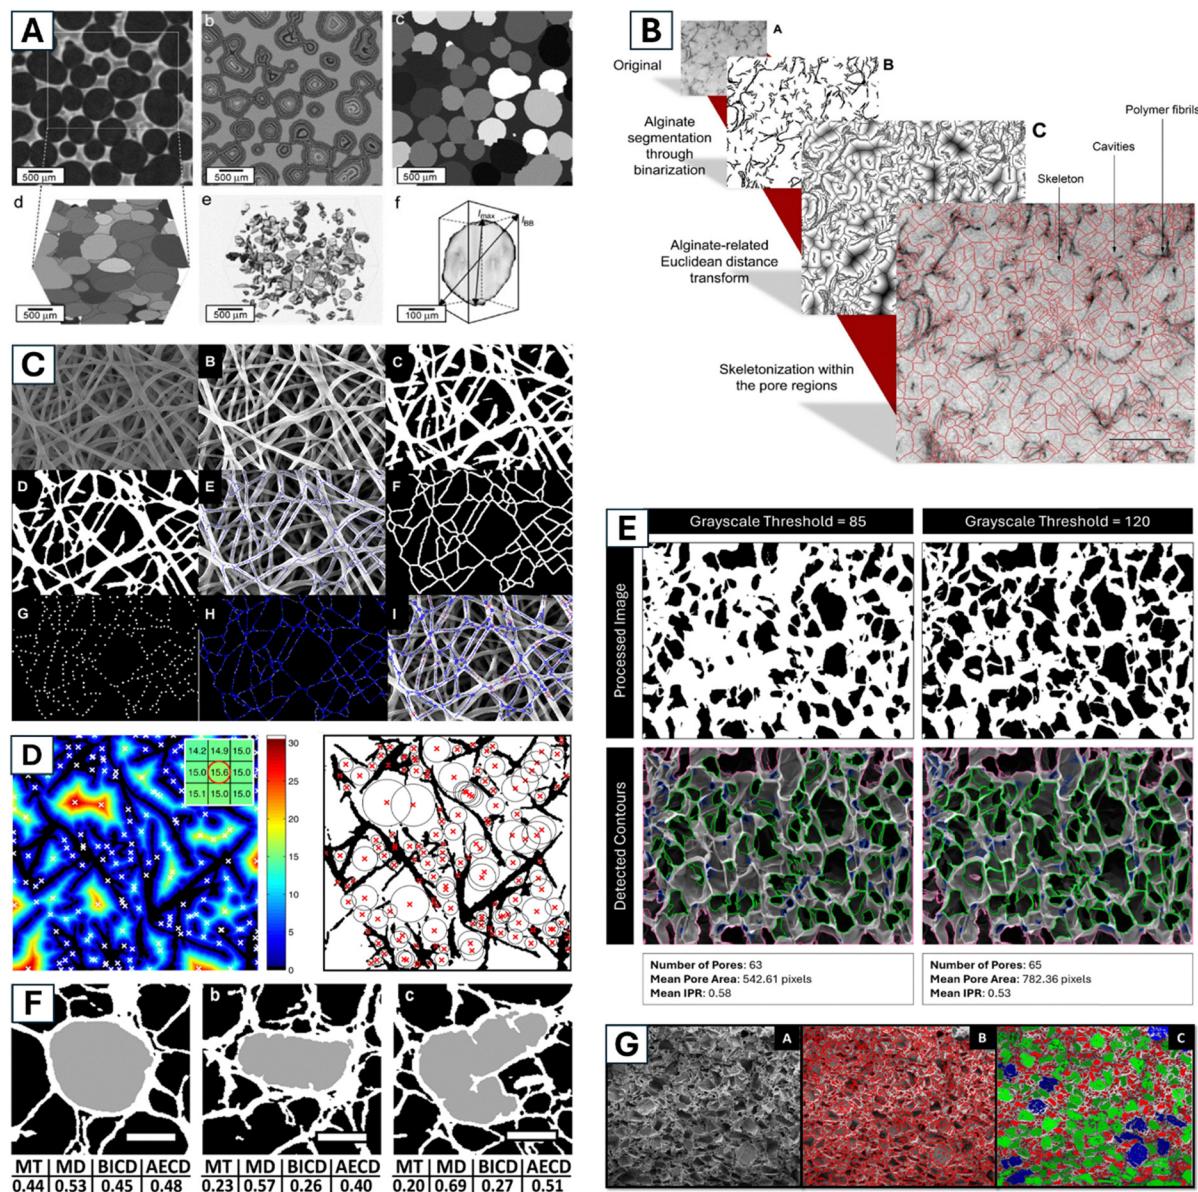 A
b
c
500 μm
500 μm
500 μm
d
e
f
lmax
lBB
500 μm
500 μm
100 μm
B
A
Original
B
Alginate
segmentation
through
binarization
C
Polymer fibrils
Cavities
Skeleton
Alginate-related
Euclidean distance
transform
Skeletonization within
the pore regions
C
B
C
D
E
F
G
H
I
D
14.2 14.9 15.0
15.0 15.6 15.0
15.1 15.0 15.0
30
25
20
15
10
5
0
E
Grayscale Threshold = 85
Grayscale Threshold = 120
Processed Image
Detected Contours
Number of Pores: 63
Mean Pore Area: 542.61 pixels
Mean IPR: 0.58
Number of Pores: 65
Mean Pore Area: 782.36 pixels
Mean IPR: 0.53
F
b
c
MT MD BICD AECD
0.44 0.53 0.45 0.48
MT MD BICD AECD
0.23 0.57 0.26 0.40
MT MD BICD AECD
0.20 0.69 0.27 0.51
G
A
B
C